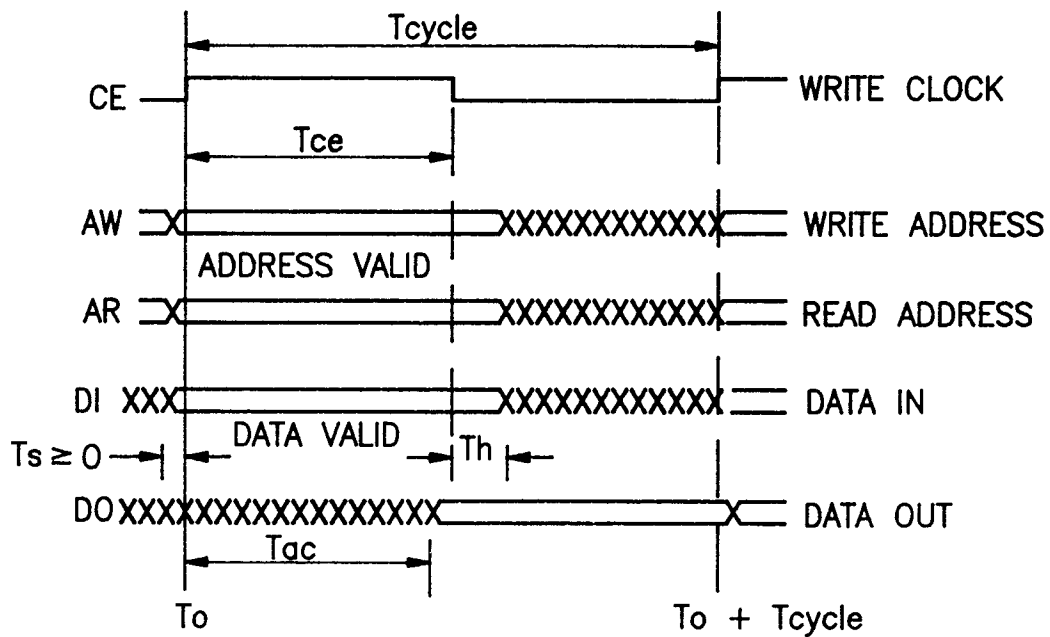 Tcycle
CE WRITE CLOCK
Tce
AW WRITE ADDRESS
ADDRESS VALID
AR READ ADDRESS
DI DATA IN
DATA VALID
Ts ≥ 0 Th
DO DATA OUT
Tac
To To + Tcycle